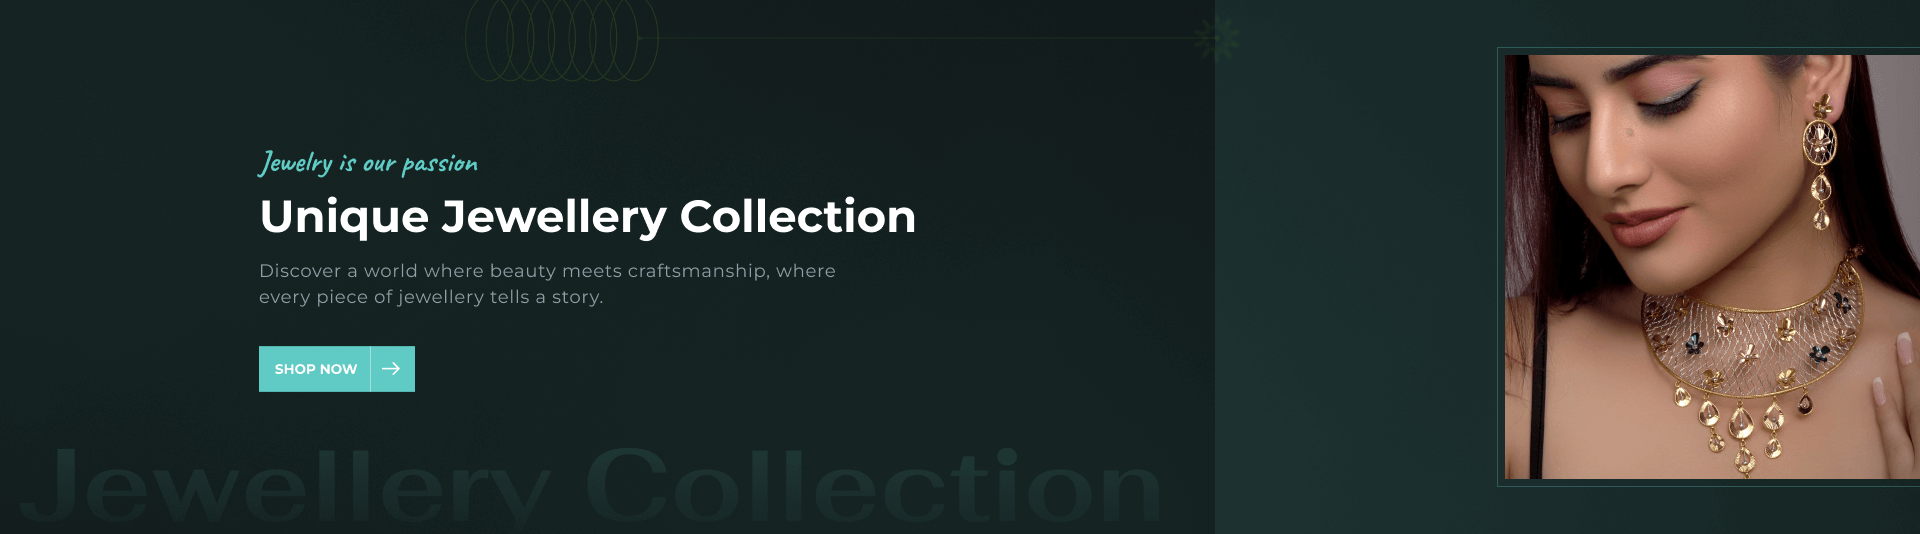 Jewelry is our passion
Unique Jewellery Collection
Discover a world where beauty meets craftsmanship, where
every piece of jewellery tells a story.
SHOP NOW
Jewellery Collection